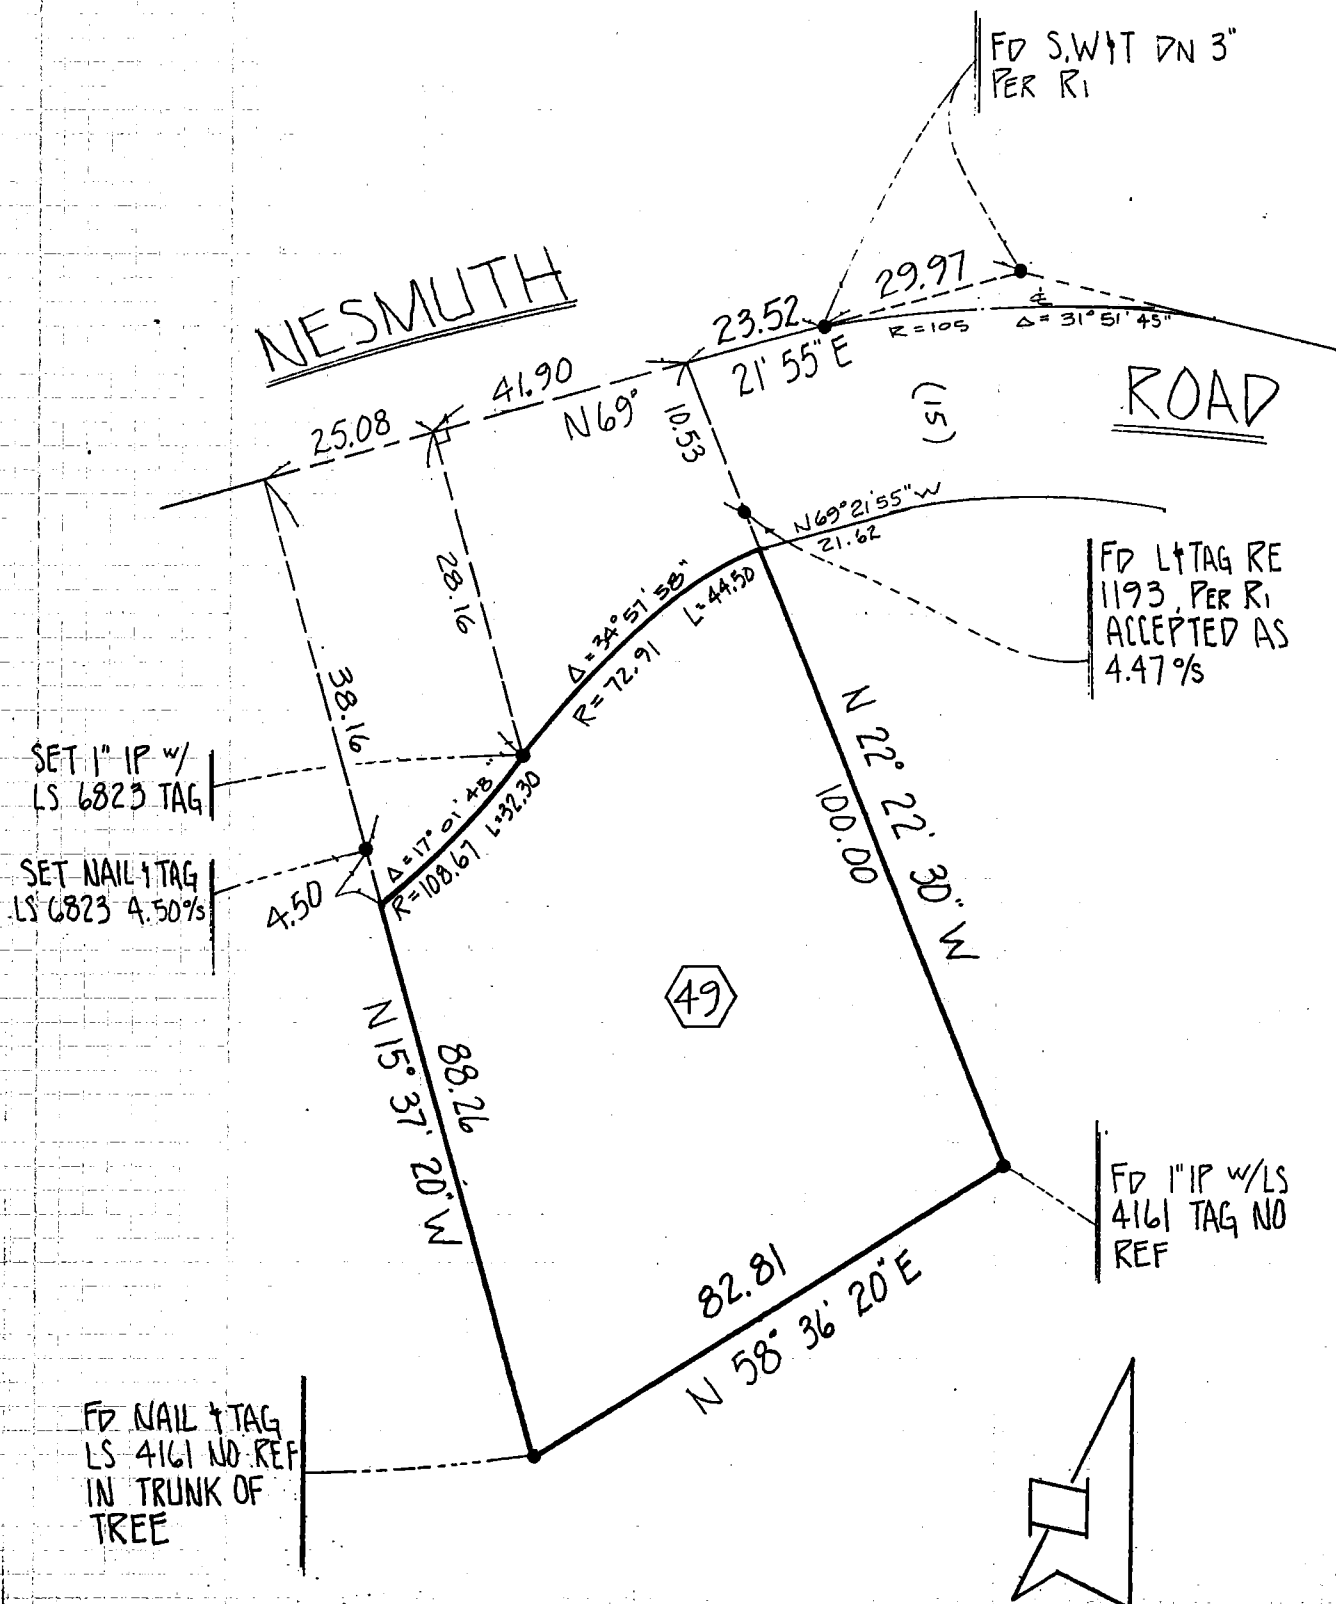 FD S,W&T DN 3"
PER R1
NESMUTH
29.97
23.52
℄
R=105
Δ= 31° 51' 45"
41.90
21' 55" E
N 69°
ROAD
(15)
25.08
10.53
N69°21'55"W
21.62
28.16
FD L&TAG RE
1193, PER R1
ACCEPTED AS
4.47 %s
Δ=34° 57' 58"
L=44.50
R= 72.91
38.16
N 22° 22' 30" W
100.00
SET 1" IP w/
LS 6823 TAG
Δ=17° 01' 48"
L=32.30
R=108.67
SET NAIL & TAG
LS 6823 4.50%s
4.50
49
N 15° 37' 20" W
88.26
FD 1" IP W/LS
4161 TAG NO
REF
82.81
N 58° 36' 20" E
FD NAIL & TAG
LS 4161 NO REF
IN TRUNK OF
TREE